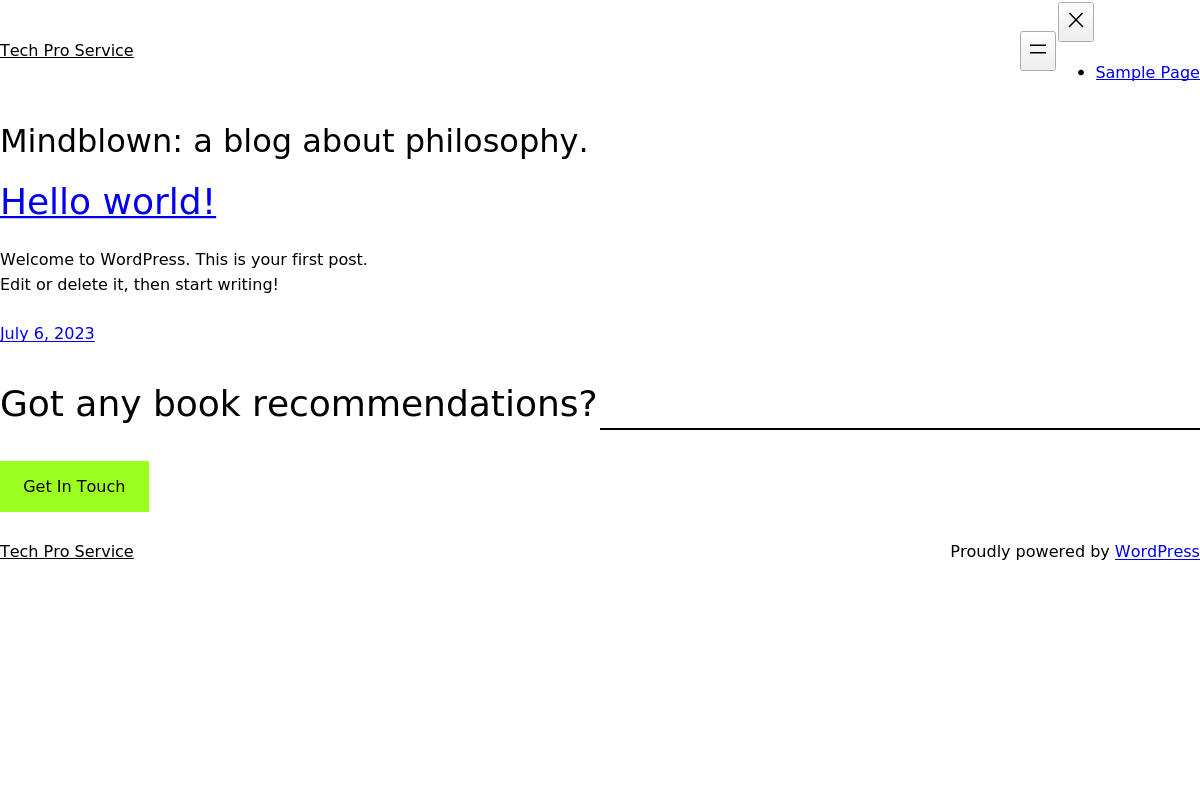 Tech Pro Service
Sample Page
Mindblown: a blog about philosophy.
Hello world!
Welcome to WordPress. This is your first post.
Edit or delete it, then start writing!
July 6, 2023
Got any book recommendations?
Get In Touch
Tech Pro Service
Proudly powered by WordPress